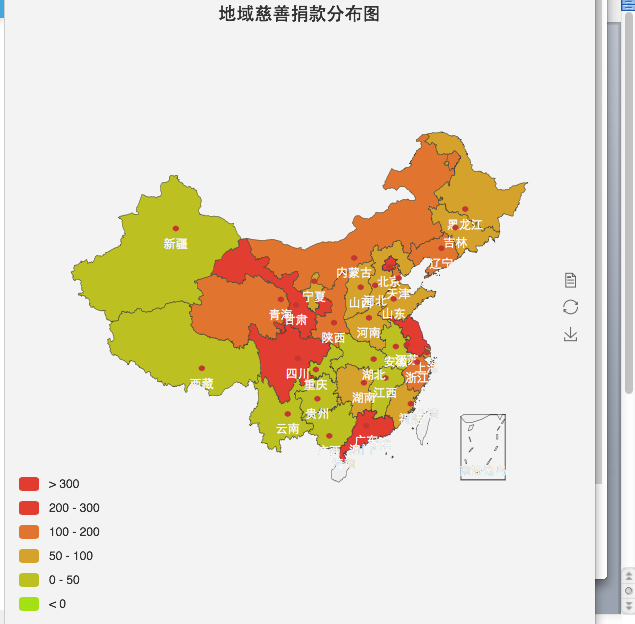 地域慈善捐款分布图
黑龙江
吉林
新疆
辽宁
内蒙古
北京
天津
宁夏
山西
河北
青海
甘肃
山东
陕西
河南
西藏
四川
重庆
湖北
安徽
上海
浙江
江西
湖南
贵州
云南
广东
> 300
200 - 300
100 - 200
50 - 100
0 - 50
< 0